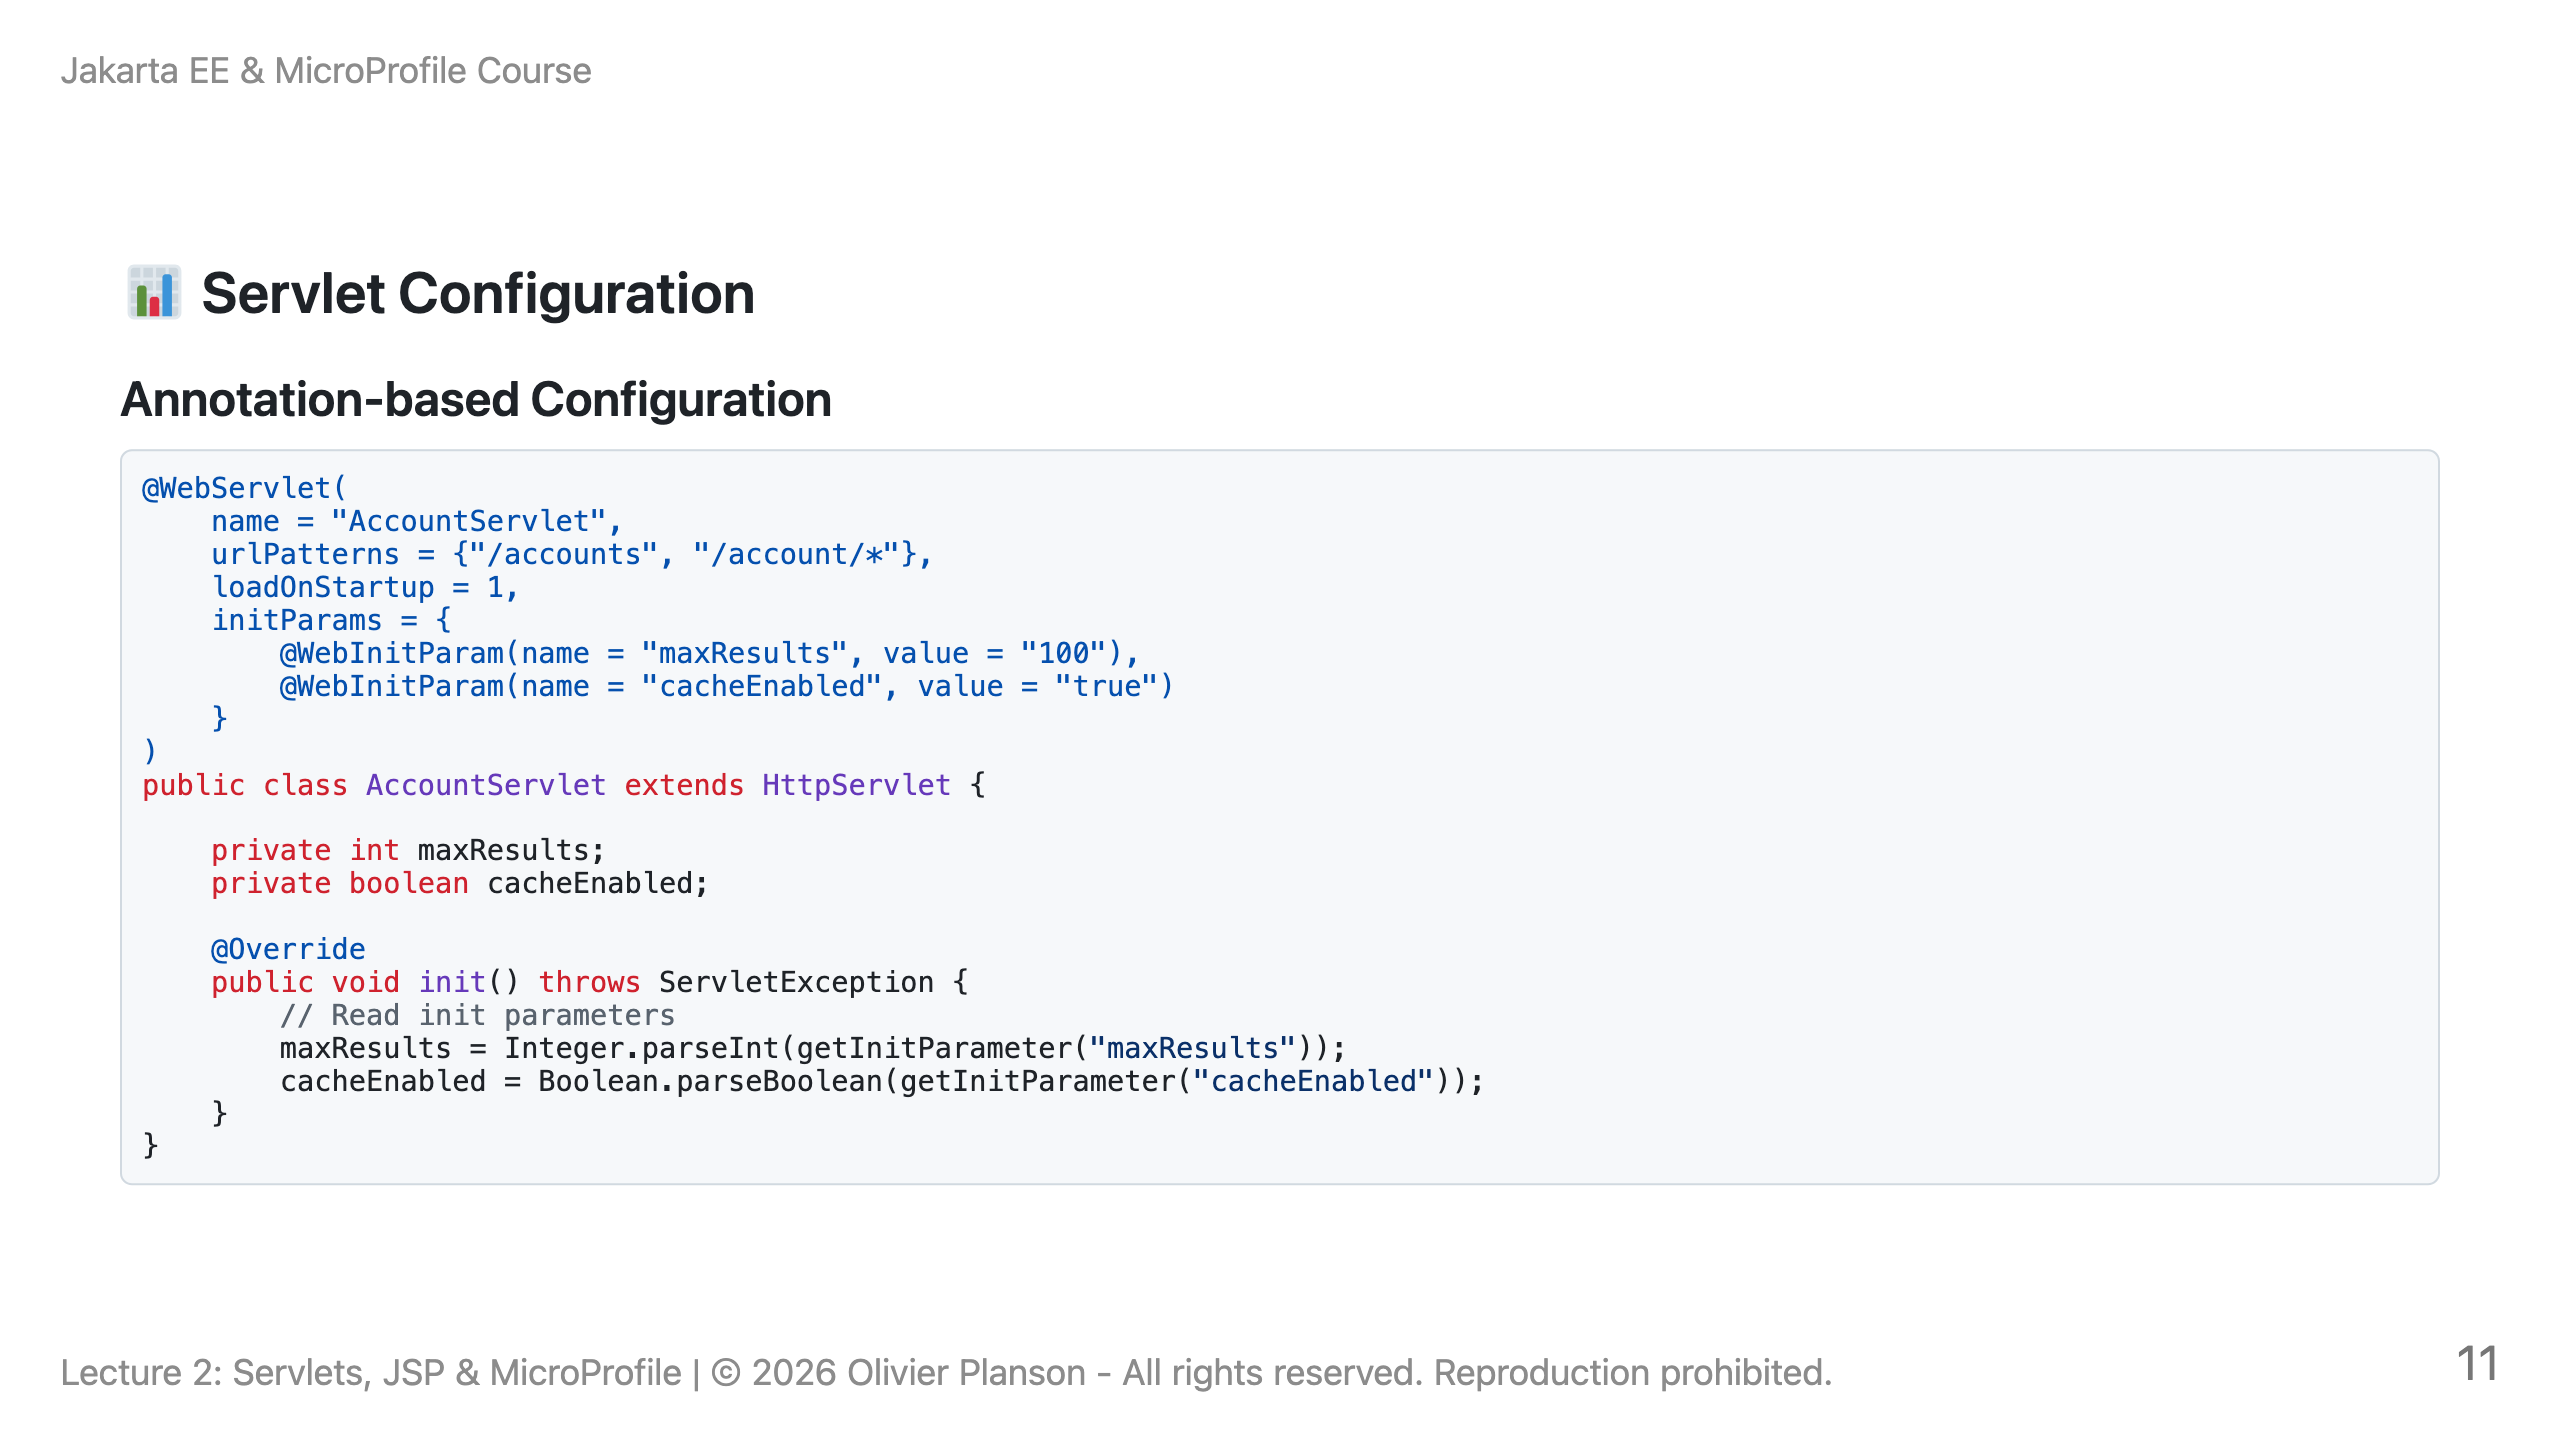 Jakarta EE & MicroProfile Course
📊 Servlet Configuration
Annotation-based Configuration
@WebServlet(
    name = "AccountServlet",
    urlPatterns = {"/accounts", "/account/*"},
    loadOnStartup = 1,
    initParams = {
        @WebInitParam(name = "maxResults", value = "100"),
        @WebInitParam(name = "cacheEnabled", value = "true")
    }
)
public class AccountServlet extends HttpServlet {
    private int maxResults;
    private boolean cacheEnabled;
    @Override
    public void init() throws ServletException {
        // Read init parameters
        maxResults = Integer.parseInt(getInitParameter("maxResults"));
        cacheEnabled = Boolean.parseBoolean(getInitParameter("cacheEnabled"));
    }
}
Lecture 2: Servlets, JSP & MicroProfile | © 2026 Olivier Planson - All rights reserved. Reproduction prohibited.
11